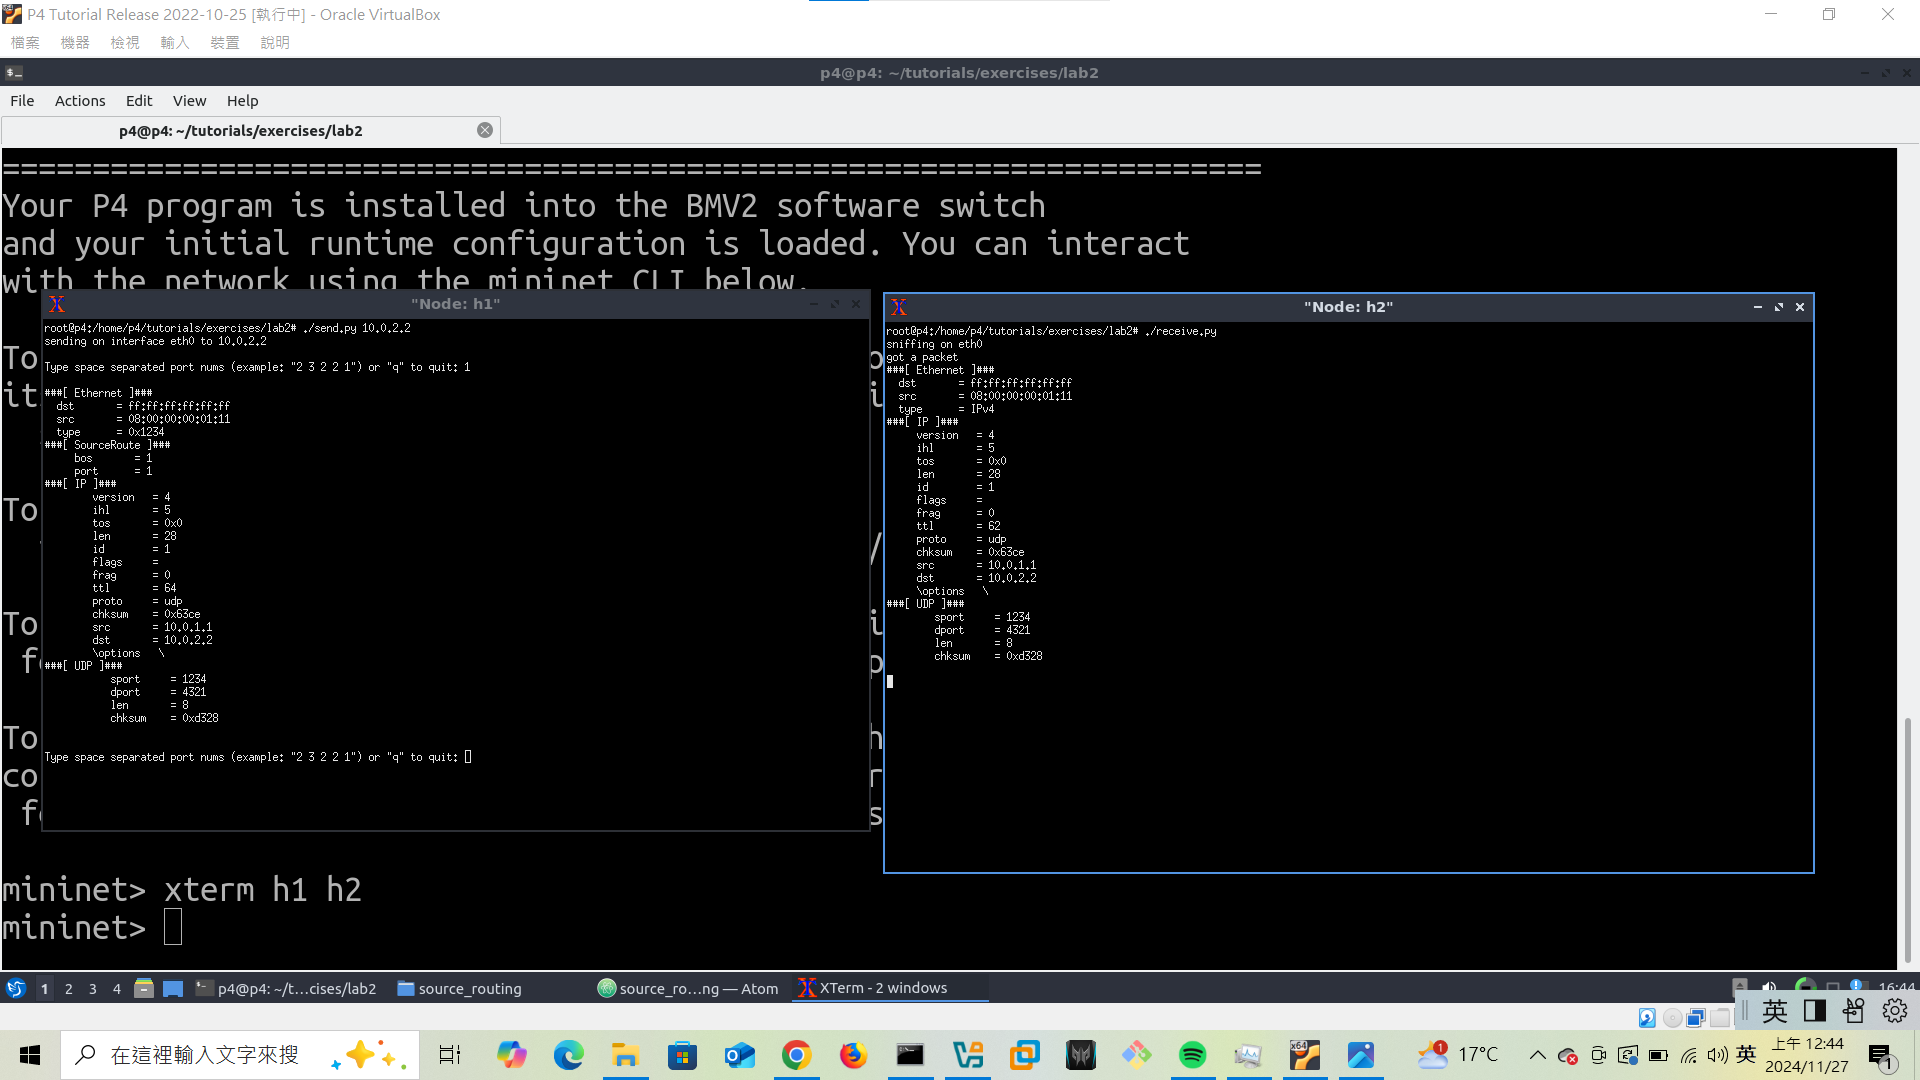 P4 Tutorial Release 2022-10-25 [執行中] - Oracle VirtualBox
檔案 機器 檢視 輸入 裝置 說明
p4@p4: ~/tutorials/exercises/lab2
File Actions Edit View Help
p4@p4: ~/tutorials/exercises/lab2
======================================================================
Your P4 program is installed into the BMV2 software switch
and your initial runtime configuration is loaded. You can interact
with the network using the mininet CLI below.
"Node: h1"
root@p4:/home/p4/tutorials/exercises/lab2# ./send.py 10.0.2.2
sending on interface eth0 to 10.0.2.2
Type space separated port nums (example: "2 3 2 2 1") or "q" to quit: 1
###[ Ethernet ]###
dst = ff:ff:ff:ff:ff:ff
src = 08:00:00:00:01:11
type = 0x1234
###[ SourceRoute ]###
bos = 1
port = 1
###[ IP ]###
version = 4
ihl = 5
tos = 0x0
len = 28
id = 1
flags =
frag = 0
ttl = 64
proto = udp
chksum = 0x63ce
src = 10.0.1.1
dst = 10.0.2.2
\options \
###[ UDP ]###
sport = 1234
dport = 4321
len = 8
chksum = 0xd328
Type space separated port nums (example: "2 3 2 2 1") or "q" to quit:
"Node: h2"
root@p4:/home/p4/tutorials/exercises/lab2# ./receive.py
sniffing on eth0
got a packet
###[ Ethernet ]###
dst = ff:ff:ff:ff:ff:ff
src = 08:00:00:00:01:11
type = IPv4
###[ IP ]###
version = 4
ihl = 5
tos = 0x0
len = 28
id = 1
flags =
frag = 0
ttl = 62
proto = udp
chksum = 0x63ce
src = 10.0.1.1
dst = 10.0.2.2
\options \
###[ UDP ]###
sport = 1234
dport = 4321
len = 8
chksum = 0xd328
To
it
To
To
To
co
mininet> xterm h1 h2
mininet>
1 2 3 4 p4@p4: ~/t...cises/lab2 source_routing source_ro...ng — Atom XTerm - 2 windows 16:44
英
在這裡輸入文字來搜
17°C 英 上午 12:44
2024/11/27